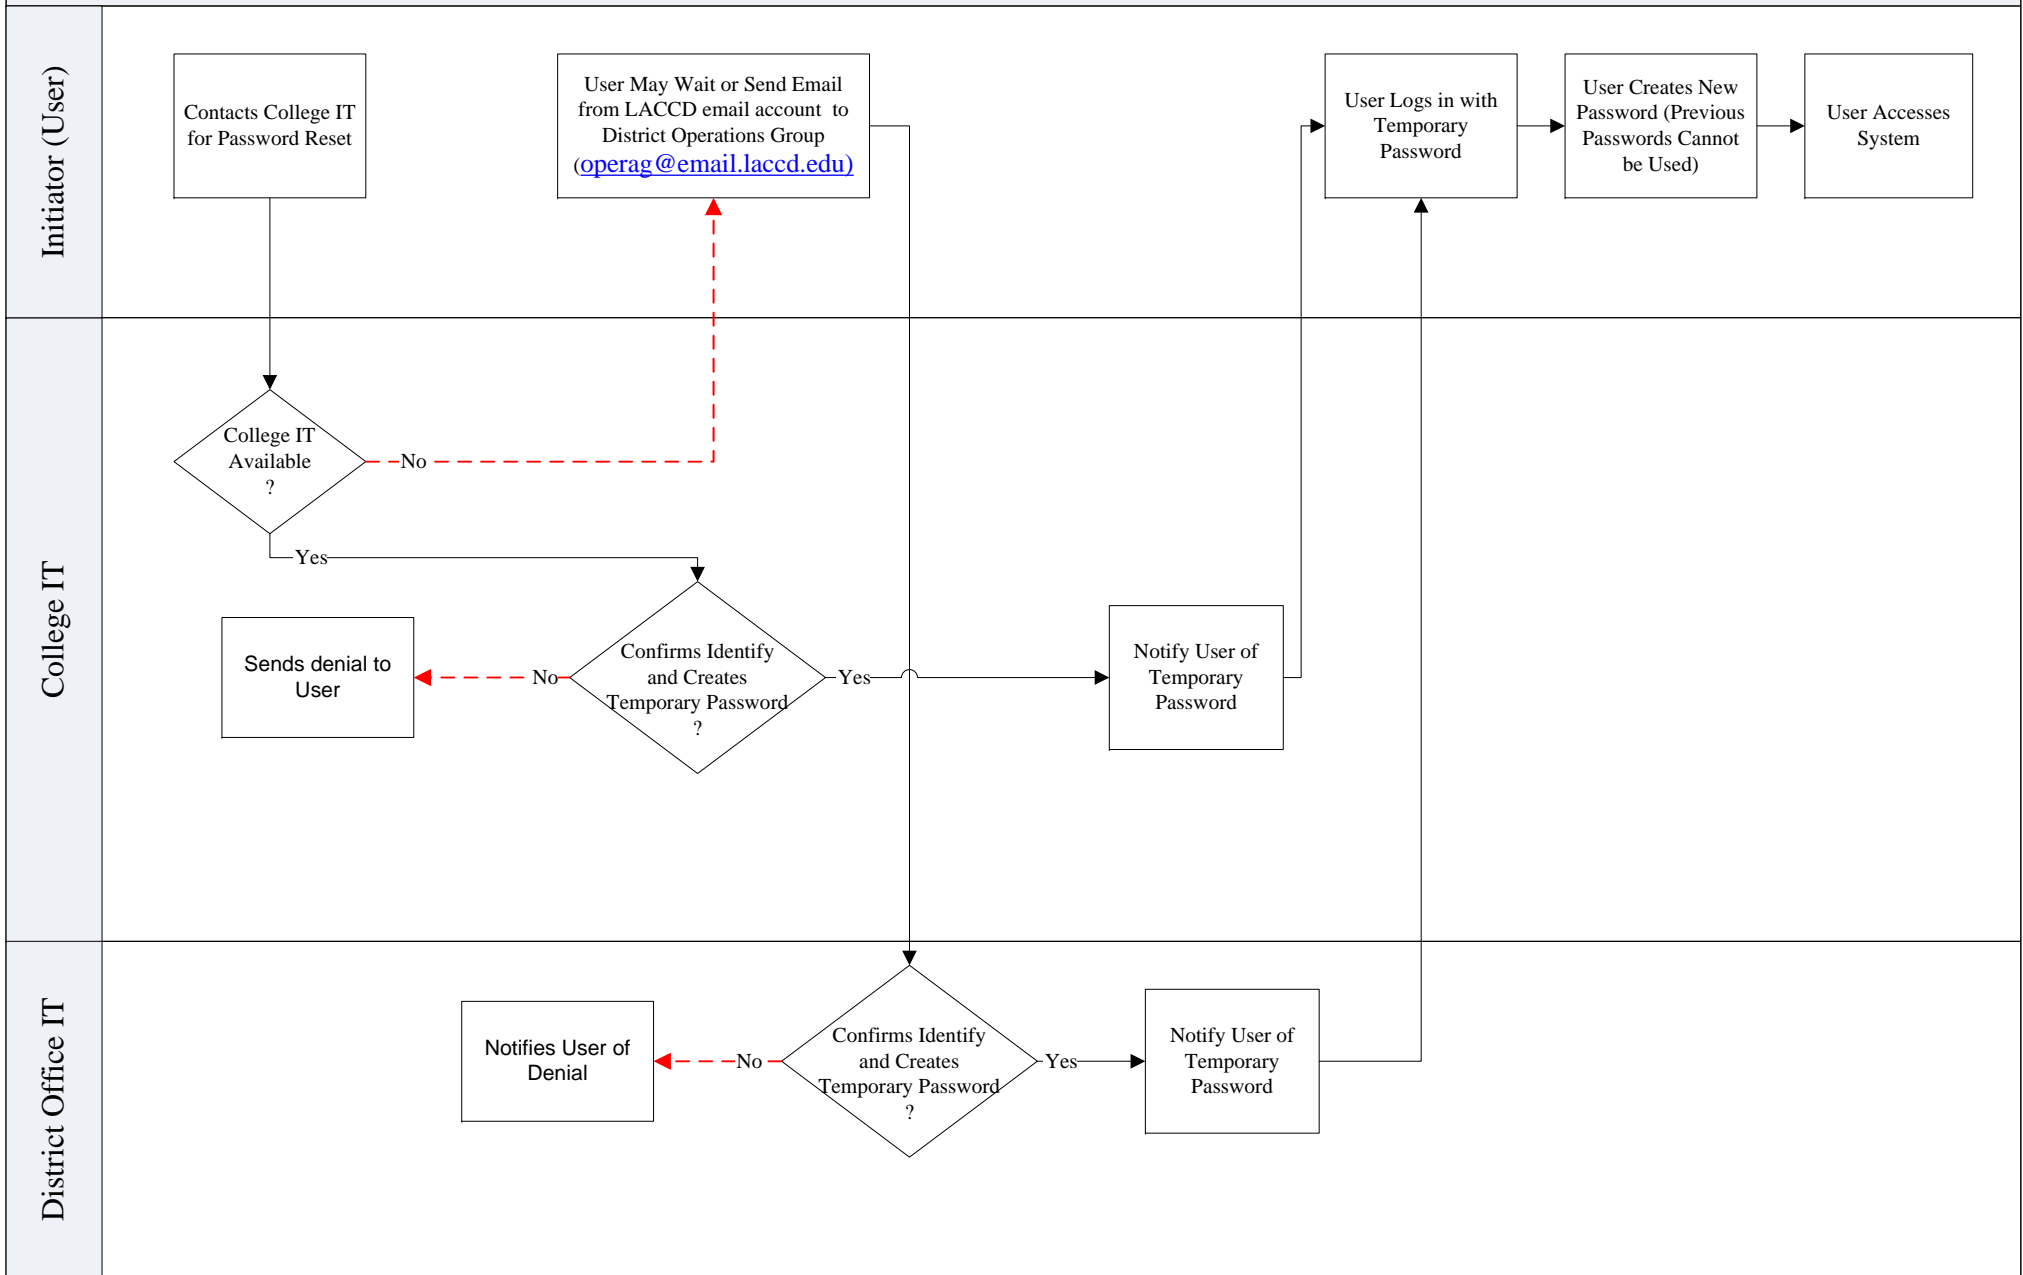 Initiator (User)
Contacts College IT
for Password Reset
User May Wait or Send Email
from LACCD email account  to
District Operations Group
(operag@email.laccd.edu)
User Logs in with
Temporary
Password
User Creates New
Password (Previous
Passwords Cannot
be Used)
User Accesses
System
College IT
College IT
Available
?
No
Yes
Sends denial to
User
No
Confirms Identify
and Creates
Temporary Password
?
Yes
Notify User of
Temporary
Password
District Office IT
Notifies User of
Denial
No
Confirms Identify
and Creates
Temporary Password
?
Yes
Notify User of
Temporary
Password